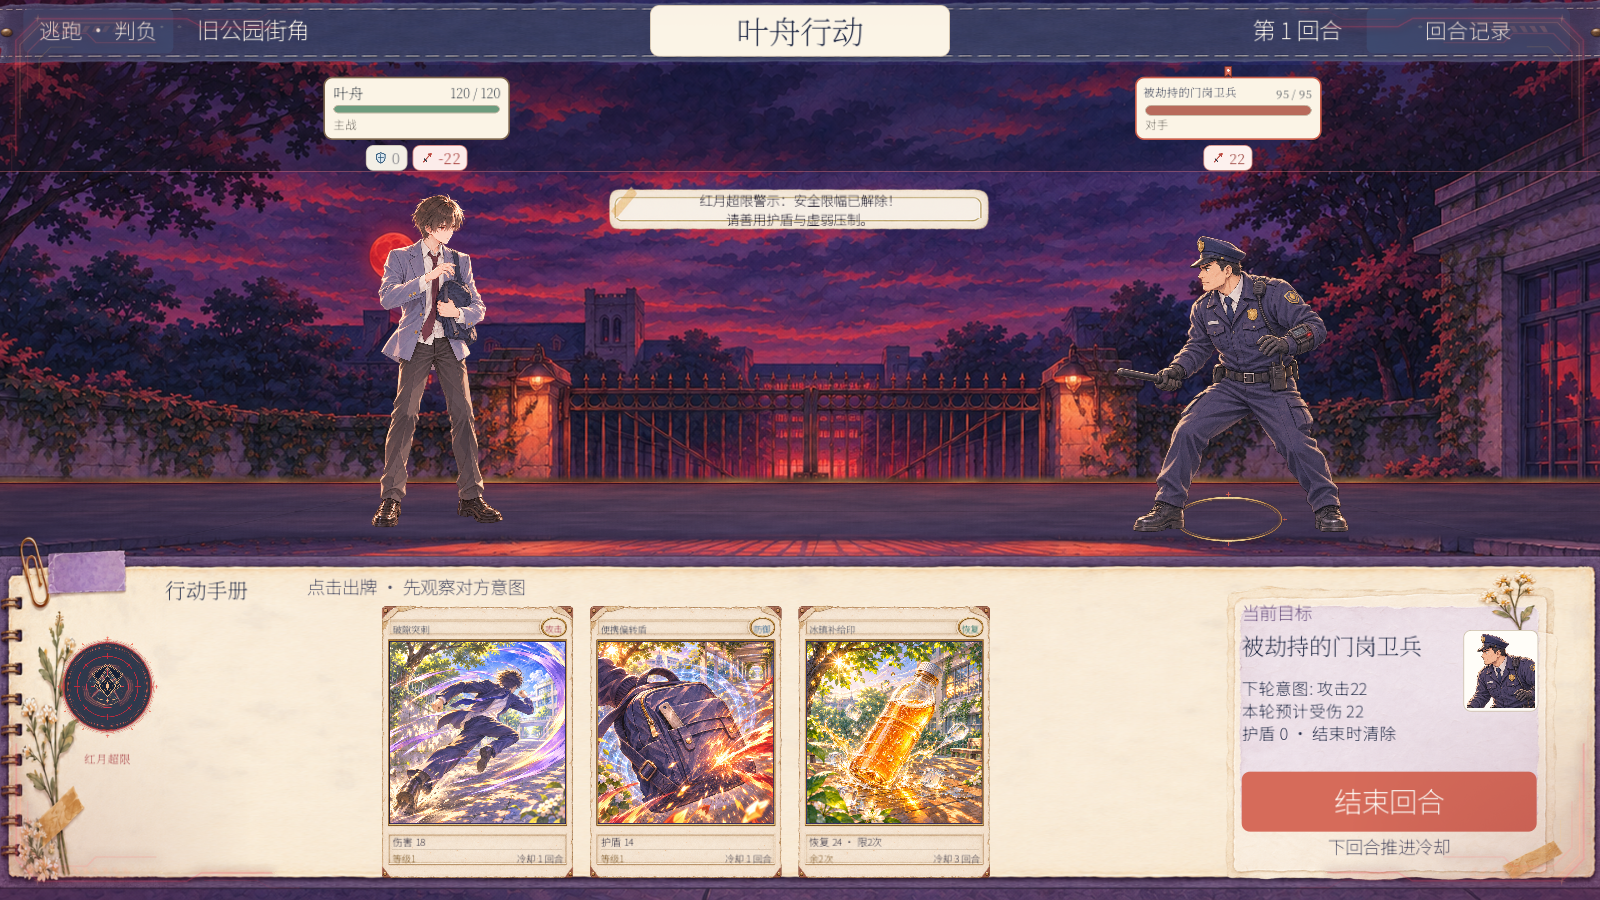 逃跑 · 判负
旧公园街角
叶舟行动
第 1 回合
回合记录
叶舟
120 / 120
主战
0
-22
被劫持的门岗卫兵
95 / 95
对手
22
红月超限警示：安全限幅已解除！
请善用护盾与虚弱压制。
行动手册
点击出牌 · 先观察对方意图
红月超限
破隙突刺
攻击
伤害 18
等级1
冷却 1 回合
便携偏转盾
防御
护盾 14
等级1
冷却 1 回合
冰镇补给印
恢复
恢复 24 · 限2次
余2次
冷却 3 回合
当前目标
被劫持的门岗卫兵
下轮意图: 攻击22
本轮预计受伤 22
护盾 0 · 结束时清除
结束回合
下回合推进冷却